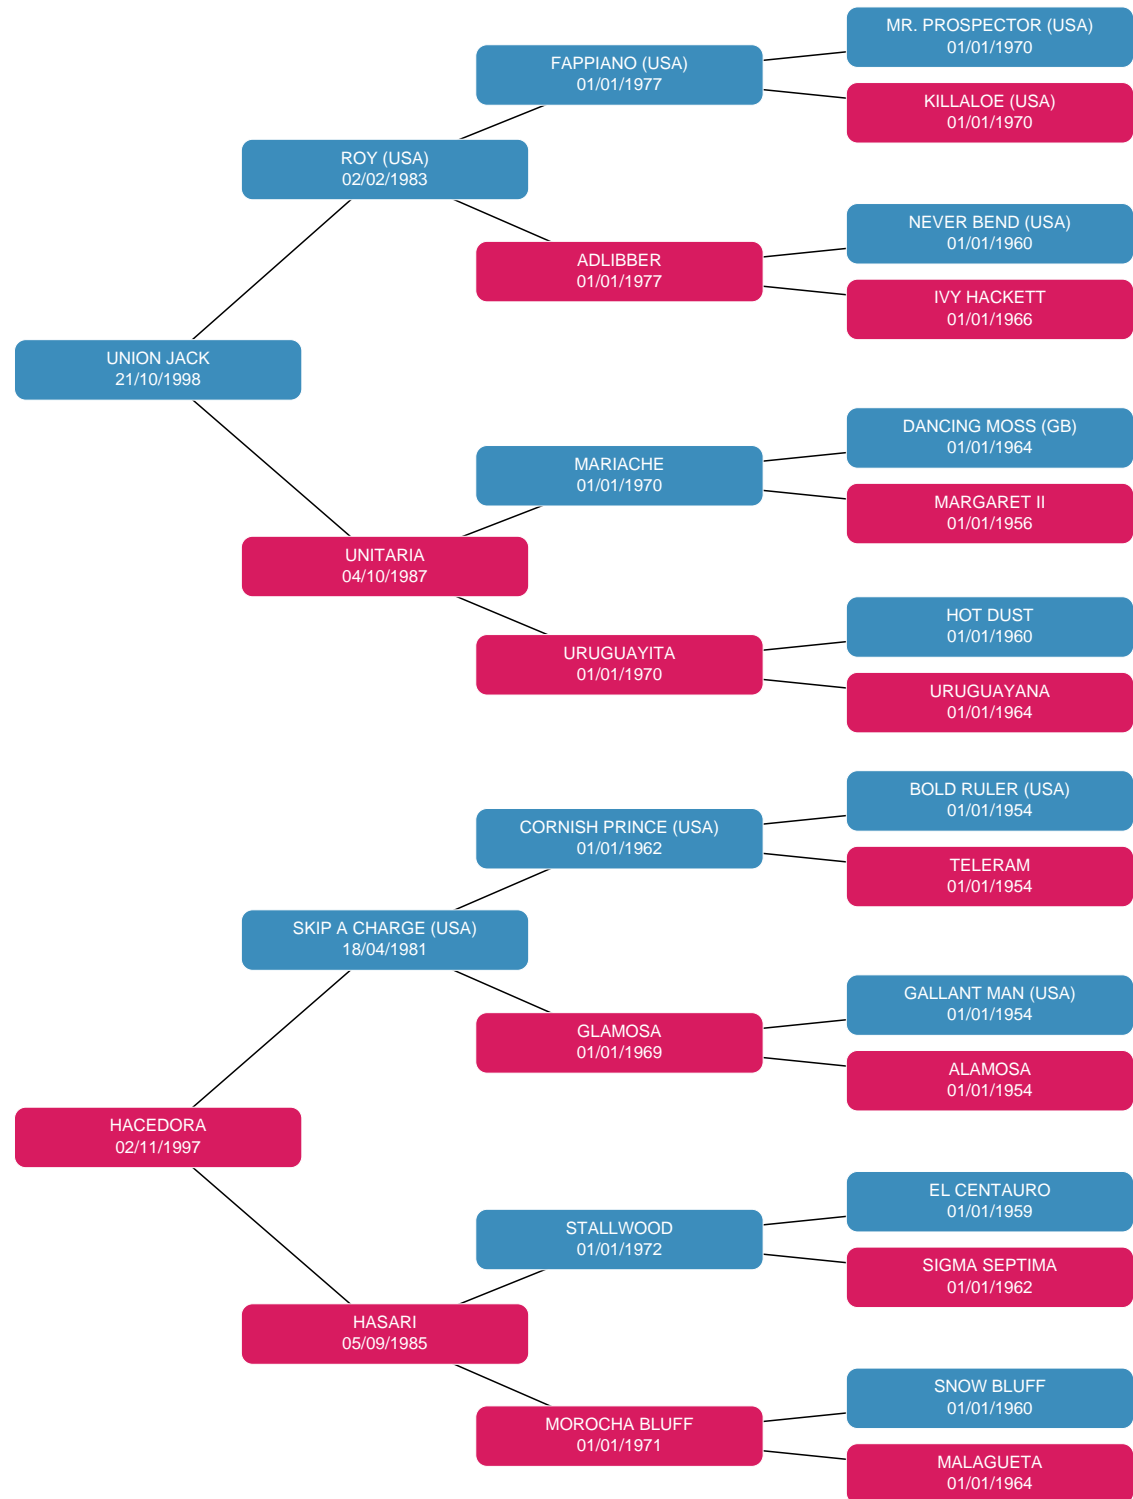 MR. PROSPECTOR (USA)
01/01/1970
FAPPIANO (USA)
01/01/1977
KILLALOE (USA)
01/01/1970
ROY (USA)
02/02/1983
NEVER BEND (USA)
01/01/1960
ADLIBBER
01/01/1977
IVY HACKETT
01/01/1966
UNION JACK
21/10/1998
DANCING MOSS (GB)
01/01/1964
MARIACHE
01/01/1970
MARGARET II
01/01/1956
UNITARIA
04/10/1987
HOT DUST
01/01/1960
URUGUAYITA
01/01/1970
URUGUAYANA
01/01/1964
BOLD RULER (USA)
01/01/1954
CORNISH PRINCE (USA)
01/01/1962
TELERAM
01/01/1954
SKIP A CHARGE (USA)
18/04/1981
GALLANT MAN (USA)
01/01/1954
GLAMOSA
01/01/1969
ALAMOSA
01/01/1954
HACEDORA
02/11/1997
EL CENTAURO
01/01/1959
STALLWOOD
01/01/1972
SIGMA SEPTIMA
01/01/1962
HASARI
05/09/1985
SNOW BLUFF
01/01/1960
MOROCHA BLUFF
01/01/1971
MALAGUETA
01/01/1964